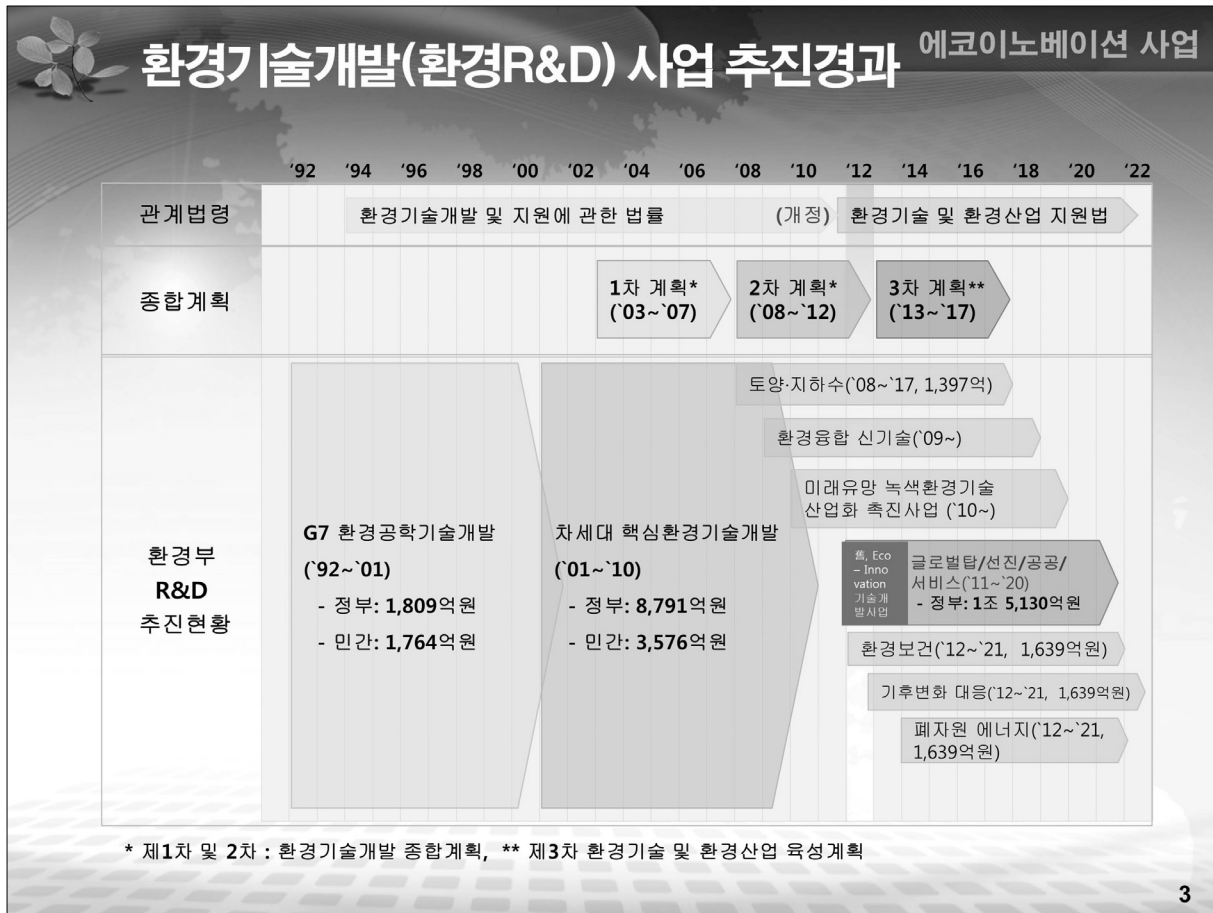 에코이노베이션 사업
환경기술개발(환경R&D) 사업 추진경과
‘92 ‘94 ‘96 ‘98 ‘00 ‘02 ‘04 ‘06 ‘08 ‘10 ‘12 ‘14 ‘16 ‘18 ‘20 ‘22
관계법령
환경기술개발 및 지원에 관한 법률 (개정) 환경기술 및 환경산업 지원법
종합계획
1차 계획*
(`03~`07)
2차 계획*
(`08~`12)
3차 계획**
(`13~`17)
환경부
R&D
추진현황
G7 환경공학기술개발
(`92~`01)
- 정부: 1,809억원
- 민간: 1,764억원
차세대 핵심환경기술개발
(`01~`10)
- 정부: 8,791억원
- 민간: 3,576억원
토양·지하수(`08~`17, 1,397억)
환경융합 신기술(`09~)
미래유망 녹색환경기술
산업화 촉진사업 (`10~)
舊, Eco
– Inno
vation
기술개
발사업
글로벌탑/선진/공공/
서비스(`11~`20)
- 정부: 1조 5,130억원
환경보건(`12~`21, 1,639억원)
기후변화 대응(`12~`21, 1,639억원)
폐자원 에너지(`12~`21,
1,639억원)
* 제1차 및 2차 : 환경기술개발 종합계획, ** 제3차 환경기술 및 환경산업 육성계획
3